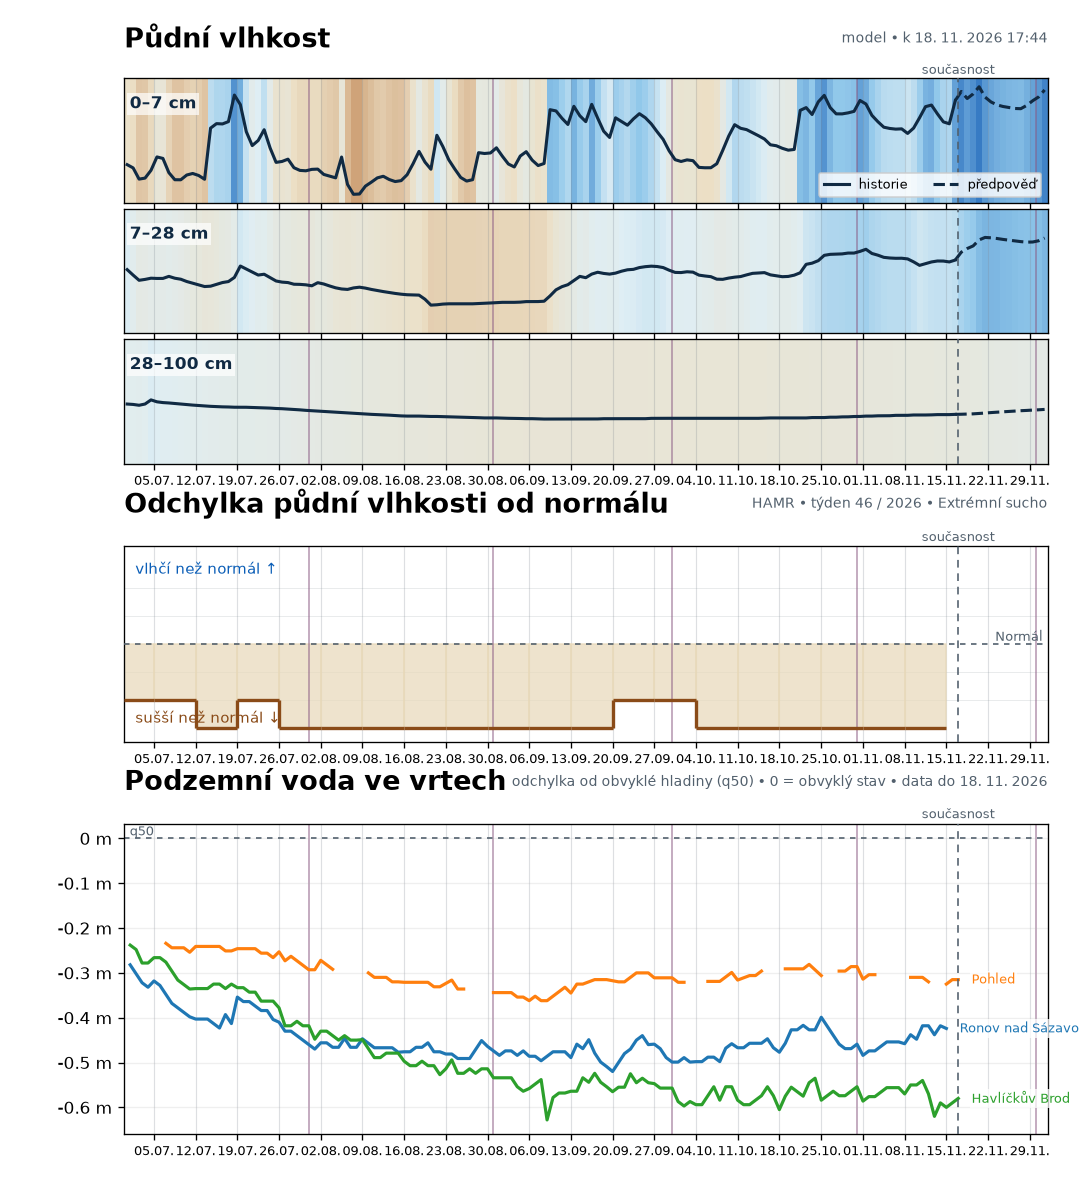 Půdní vlhkost
model • k 18. 11. 2026 17:44
současnost
0–7 cm
historie
předpověď
7–28 cm
28–100 cm
05.07. 12.07. 19.07. 26.07. 02.08. 09.08. 16.08. 23.08. 30.08. 06.09. 13.09. 20.09. 27.09. 04.10. 11.10. 18.10. 25.10. 01.11. 08.11. 15.11. 22.11. 29.11.
Odchylka půdní vlhkosti od normálu
HAMR • týden 46 / 2026 • Extrémní sucho
současnost
vlhčí než normál ↑
Normál
sušší než normál ↓
05.07. 12.07. 19.07. 26.07. 02.08. 09.08. 16.08. 23.08. 30.08. 06.09. 13.09. 20.09. 27.09. 04.10. 11.10. 18.10. 25.10. 01.11. 08.11. 15.11. 22.11. 29.11.
Podzemní voda ve vrtech
odchylka od obvyklé hladiny (q50) • 0 = obvyklý stav • data do 18. 11. 2026
současnost
q50
0 m
-0.1 m
-0.2 m
-0.3 m
Pohled
-0.4 m
Ronov nad Sázavo
-0.5 m
Havlíčkův Brod
-0.6 m
05.07. 12.07. 19.07. 26.07. 02.08. 09.08. 16.08. 23.08. 30.08. 06.09. 13.09. 20.09. 27.09. 04.10. 11.10. 18.10. 25.10. 01.11. 08.11. 15.11. 22.11. 29.11.